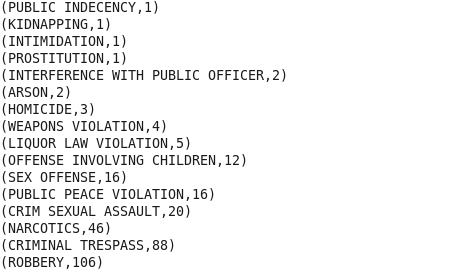 (PUBLIC INDECENCY,1)
(KIDNAPPING,1)
(INTIMIDATION,1)
(PROSTITUTION,1)
(INTERFERENCE WITH PUBLIC OFFICER,2)
(ARSON,2)
(HOMICIDE,3)
(WEAPONS VIOLATION,4)
(LIQUOR LAW VIOLATION,5)
(OFFENSE INVOLVING CHILDREN,12)
(SEX OFFENSE,16)
(PUBLIC PEACE VIOLATION,16)
(CRIM SEXUAL ASSAULT,20)
(NARCOTICS,46)
(CRIMINAL TRESPASS,88)
(ROBBERY,106)